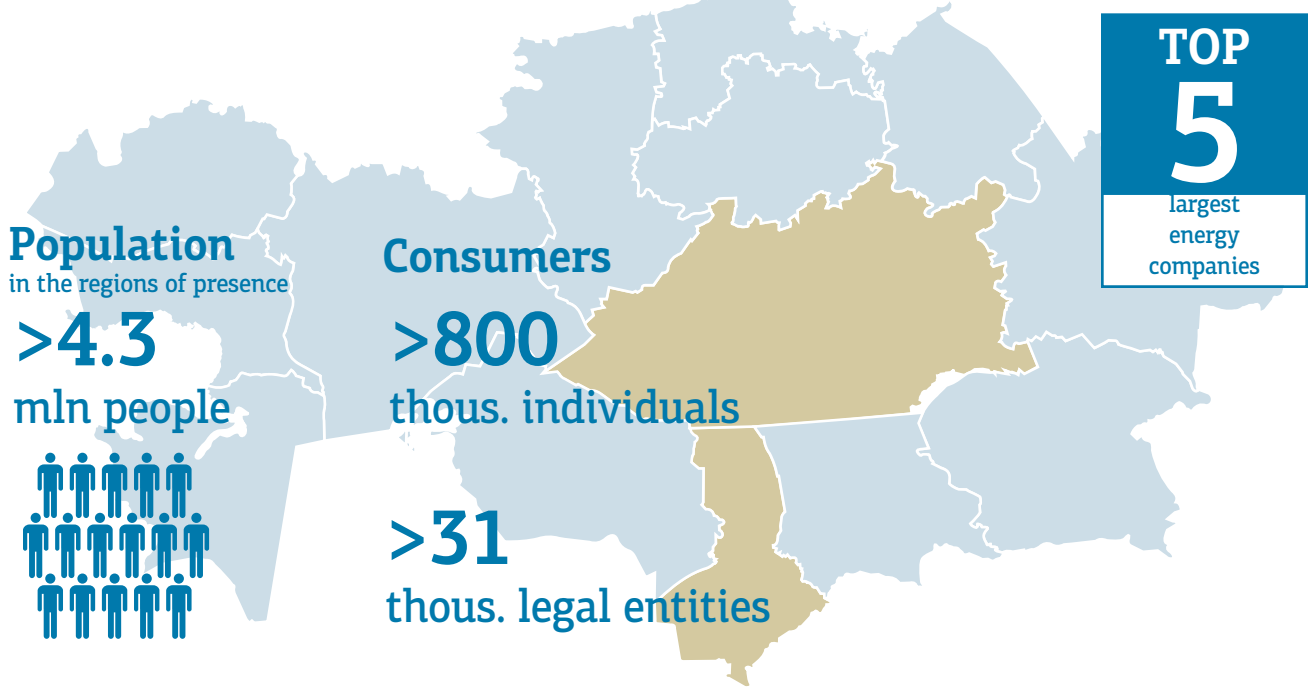 TOP
5
largest
energy
companies
Population
in the regions of presence
>4.3
mln people
Consumers
>800
thous. individuals
>31
thous. legal entities